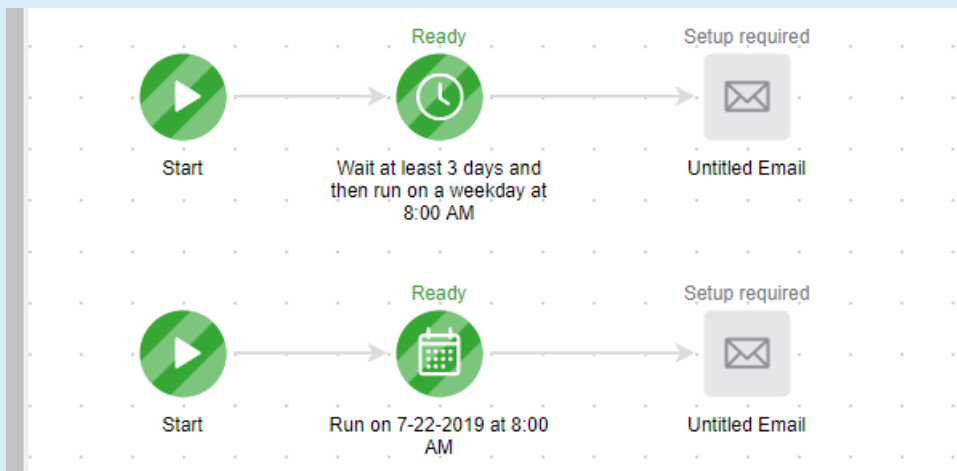 Ready
Setup required
Start
Wait at least 3 days and
then run on a weekday at
8:00 AM
Untitled Email
Ready
Setup required
Start
Run on 7-22-2019 at 8:00
AM
Untitled Email